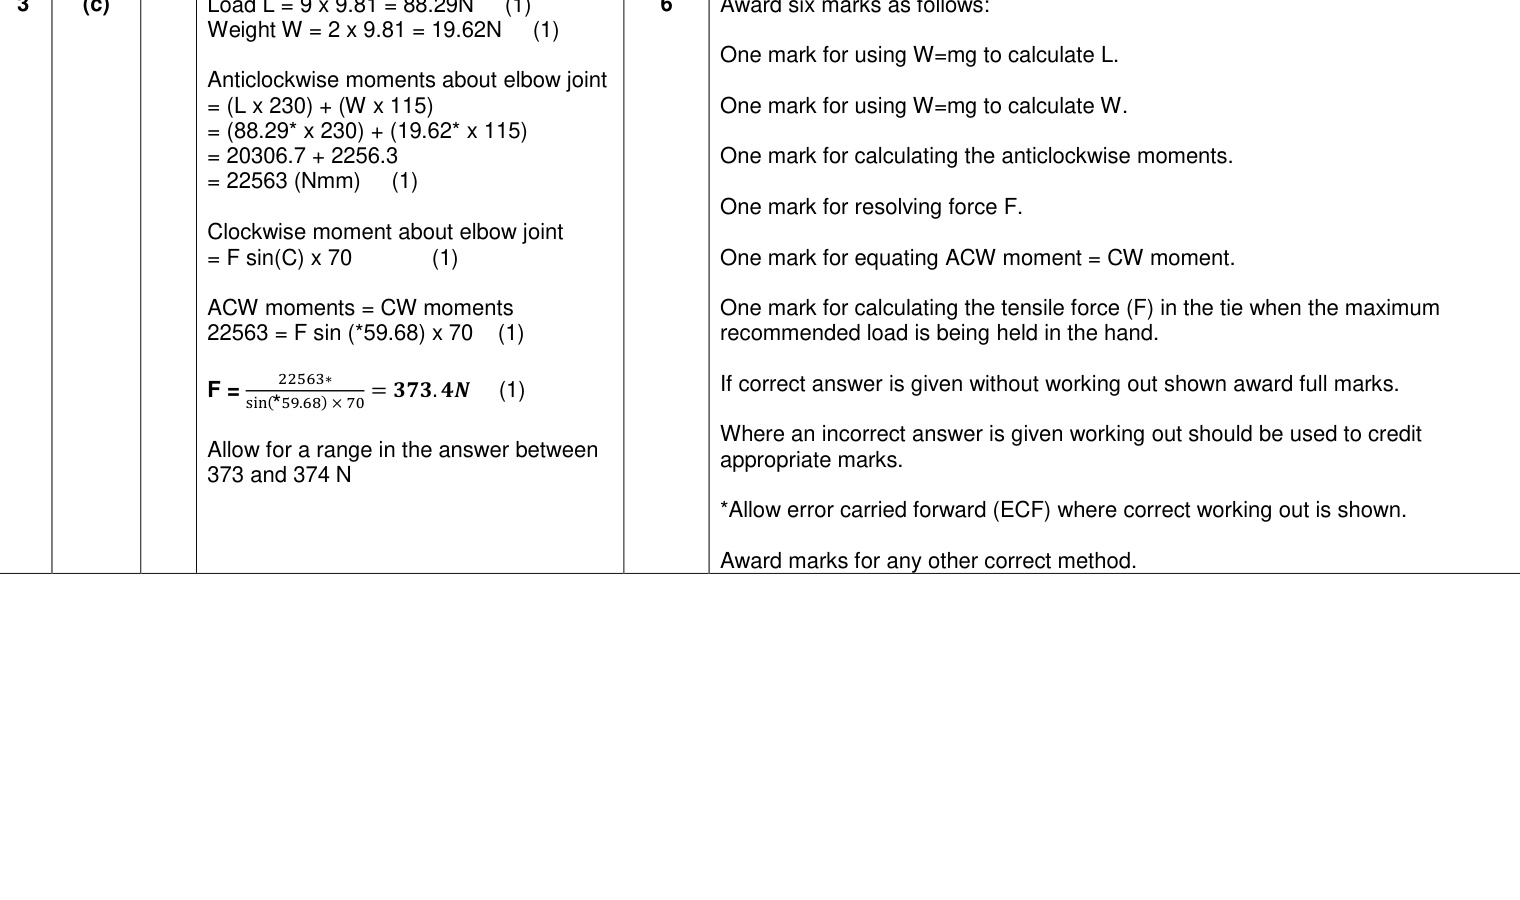 3 (c) Load L = 9 x 9.81 = 88.29N (1) 6 Award six marks as follows:
Weight W = 2 x 9.81 = 19.62N (1)
Anticlockwise moments about elbow joint
= (L x 230) + (W x 115)
= (88.29* x 230) + (19.62* x 115)
= 20306.7 + 2256.3
= 22563 (Nmm) (1)
Clockwise moment about elbow joint
= F sin(C) x 70 (1)
ACW moments = CW moments
22563 = F sin (*59.68) x 70 (1)
F = 22563* / sin(*59.68) × 70 = 373.4N (1)
Allow for a range in the answer between
373 and 374 N
One mark for using W=mg to calculate L.
One mark for using W=mg to calculate W.
One mark for calculating the anticlockwise moments.
One mark for resolving force F.
One mark for equating ACW moment = CW moment.
One mark for calculating the tensile force (F) in the tie when the maximum
recommended load is being held in the hand.
If correct answer is given without working out shown award full marks.
Where an incorrect answer is given working out should be used to credit
appropriate marks.
*Allow error carried forward (ECF) where correct working out is shown.
Award marks for any other correct method.